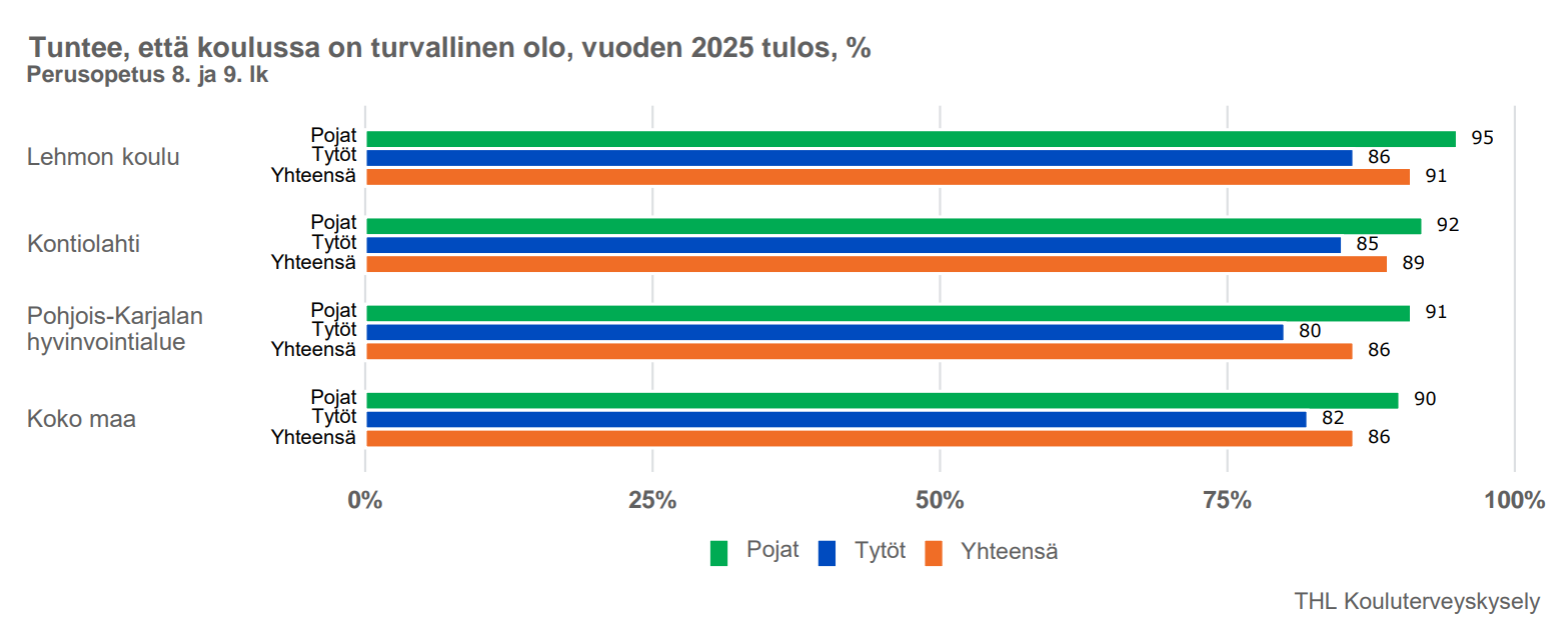 Tuntee, että koulussa on turvallinen olo, vuoden 2025 tulos, %
Perusopetus 8. ja 9. lk
Lehmon koulu
Pojat 95
Tytöt 86
Yhteensä 91
Kontiolahti
Pojat 92
Tytöt 85
Yhteensä 89
Pohjois-Karjalan
hyvinvointialue
Pojat 91
Tytöt 80
Yhteensä 86
Koko maa
Pojat 90
Tytöt 82
Yhteensä 86
0% 25% 50% 75% 100%
Pojat Tytöt Yhteensä
THL Kouluterveyskysely